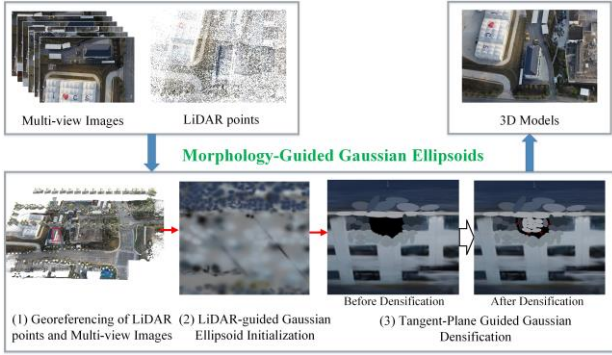 Multi-view Images
LiDAR points
3D Models
Morphology-Guided Gaussian Ellipsoids
Before Densification
After Densification
(1) Georeferencing of LiDAR
points and Multi-view Images
(2) LiDAR-guided Gaussian
Ellipsoid Initialization
(3) Tangent-Plane Guided Gaussian
Densification